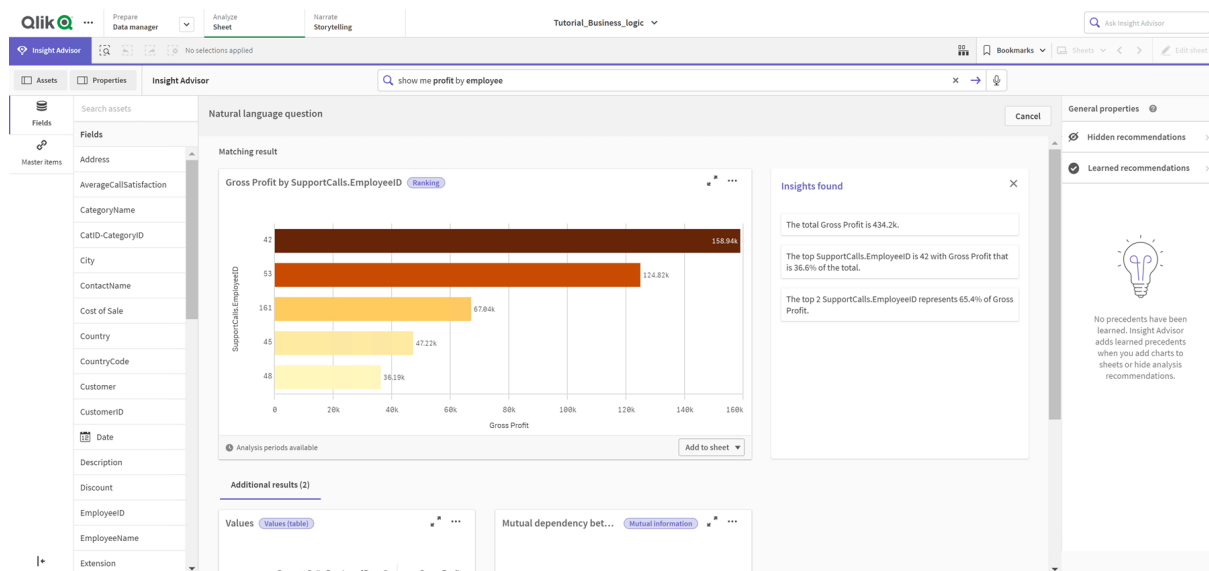 Qlik
Prepare
Data manager
Analyze
Sheet
Narrate
Storytelling
Tutorial_Business_logic
Ask Insight Advisor
Insight Advisor
No selections applied
Bookmarks
Sheets
Edit sheet
Assets
Properties
Insight Advisor
show me profit by employee
Fields
Master items
Search assets
Fields
Address
AverageCallSatisfaction
CategoryName
CatID-CategoryID
City
ContactName
Cost of Sale
Country
CountryCode
Customer
CustomerID
Date
Description
Discount
EmployeeID
EmployeeName
Extension
Natural language question
Cancel
Matching result
Gross Profit by SupportCalls.EmployeeID
Ranking
SupportCalls.EmployeeID
42
158.94k
53
124.82k
161
67.04k
45
47.22k
48
36.19k
0 20k 40k 60k 80k 100k 120k 140k 160k
Gross Profit
Analysis periods available
Add to sheet
Insights found
The total Gross Profit is 434.2k.
The top SupportCalls.EmployeeID is 42 with Gross Profit that
is 36.6% of the total.
The top 2 SupportCalls.EmployeeID represents 65.4% of Gross
Profit.
Additional results (2)
Values
Values (table)
Mutual dependency bet...
Mutual information
General properties
Hidden recommendations
Learned recommendations
No precedents have been
learned. Insight Advisor
adds learned precedents
when you add charts to
sheets or hide analysis
recommendations.